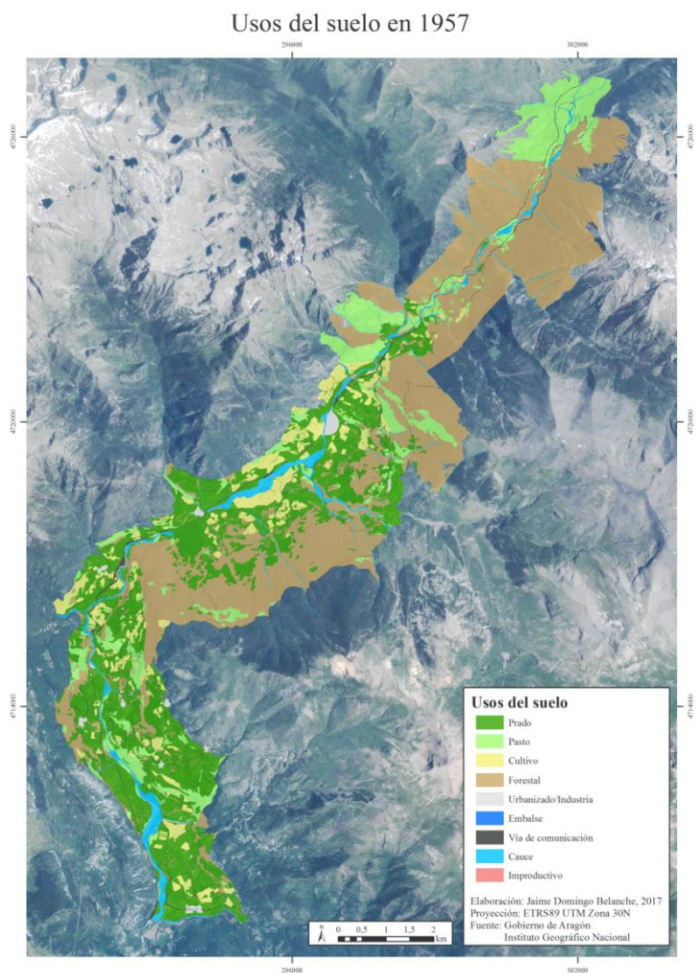 Usos del suelo en 1957
296000
302000
4726000
4726000
4720000
4720000
4714000
4714000
Usos del suelo
Prado
Pasto
Cultivo
Forestal
Urbanizado/Industria
Embalse
Vía de comunicación
Cauce
Improductivo
Elaboración: Jaime Domingo Belanche, 2017
Proyección: ETRS89 UTM Zona 30N
Fuente: Gobierno de Aragón
Instituto Geográfico Nacional
N
0 0,5 1 1,5 2
km
296000
302000